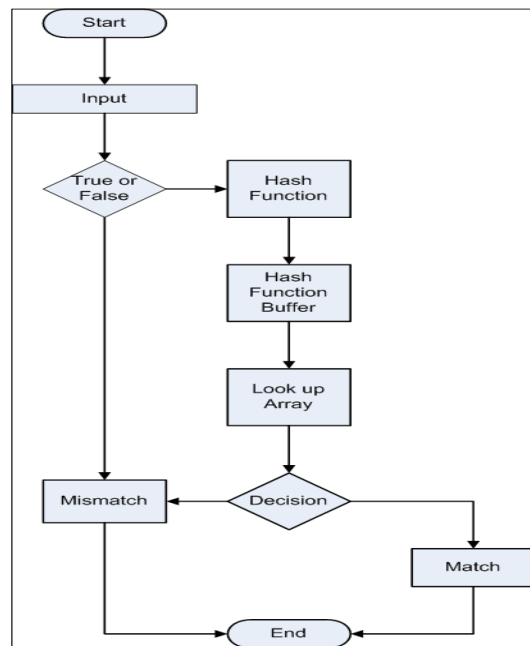 Start
Input
True or
False
Hash
Function
Hash
Function
Buffer
Look up
Array
Decision
Mismatch
Match
End